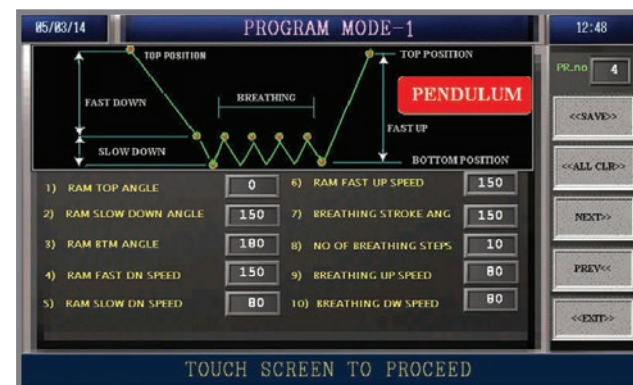 05/03/14 PROGRAM MODE-1 12:48
TOP POSITION TOP POSITION
PR.no 4
FAST DOWN BREATHING PENDULUM
FAST UP
<<SAVE>>
SLOW DOWN BOTTOM POSITION
<<ALL CLR>>
1) RAM TOP ANGLE 0 6) RAM FAST UP SPEED 150
2) RAM SLOW DOWN ANGLE 150 7) BREATHING STROKE ANG 150
NEXT>>
3) RAM BTM ANGLE 180 8) NO OF BREATHING STEPS 10
4) RAM FAST DN SPEED 150 9) BREATHING UP SPEED 80
PREV<<
5) RAM SLOW DN SPEED 80 10) BREATHING DW SPEED 80
<<EXIT>>
TOUCH SCREEN TO PROCEED